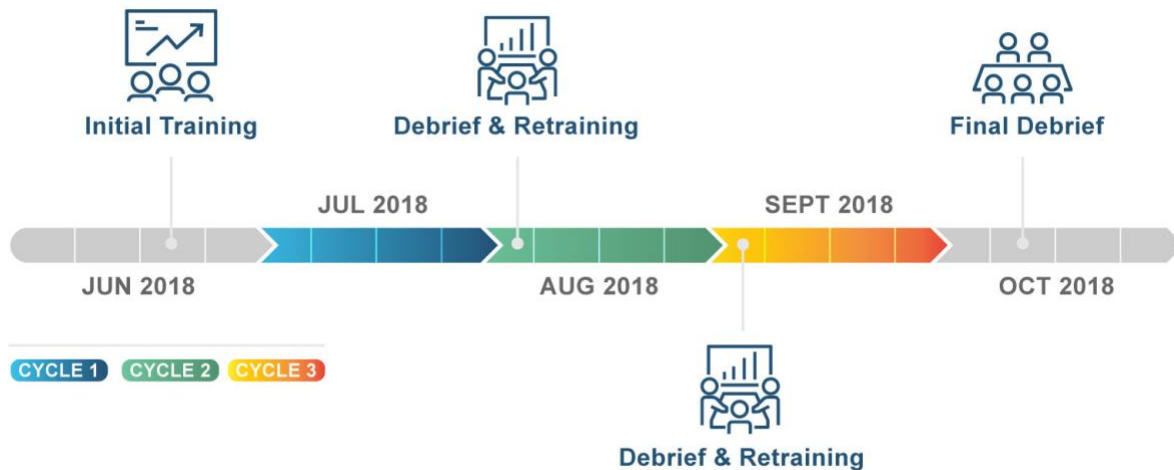 Initial Training
Debrief & Retraining
Final Debrief
JUL 2018
SEPT 2018
JUN 2018
AUG 2018
OCT 2018
CYCLE 1
CYCLE 2
CYCLE 3
Debrief & Retraining